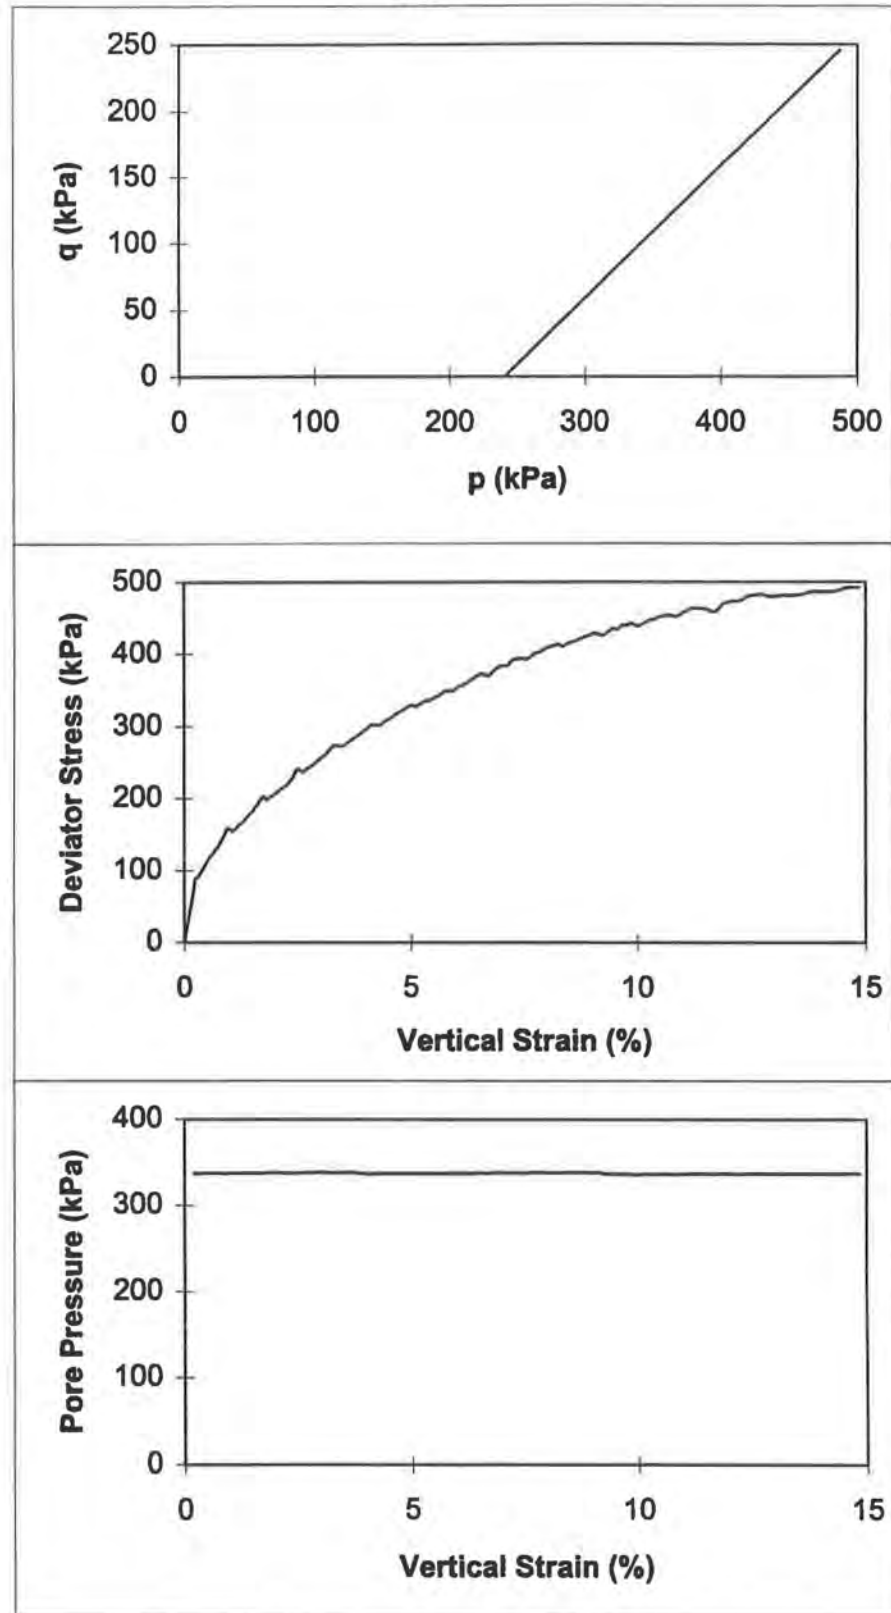 250
200
150
100
50
0
q (kPa)
0 100 200 300 400 500
p (kPa)
500
400
300
200
100
0
Deviator Stress (kPa)
0 5 10 15
Vertical Strain (%)
400
300
200
100
0
Pore Pressure (kPa)
0 5 10 15
Vertical Strain (%)